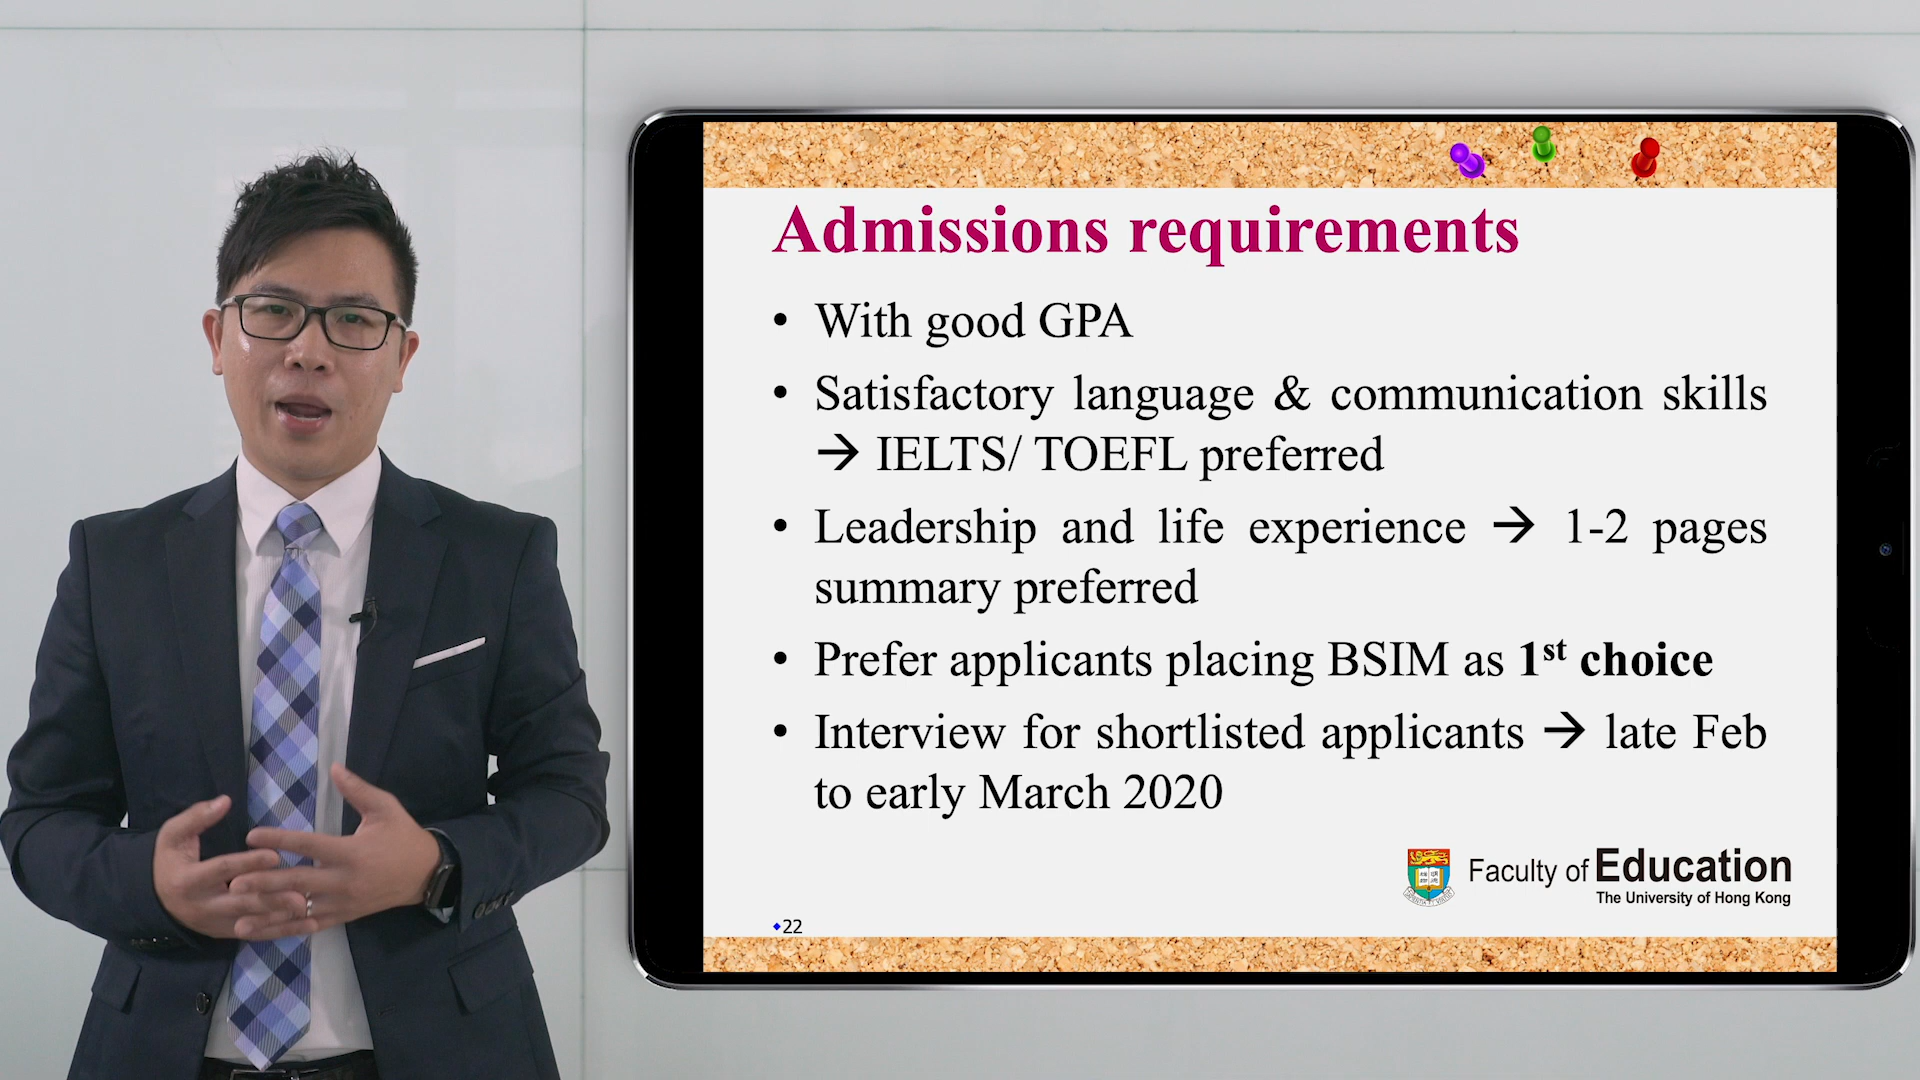 Admissions requirements
• With good GPA
• Satisfactory language & communication skills
→ IELTS/ TOEFL preferred
• Leadership and life experience → 1-2 pages
summary preferred
• Prefer applicants placing BSIM as 1st choice
• Interview for shortlisted applicants → late Feb
to early March 2020
Faculty of Education
The University of Hong Kong
22